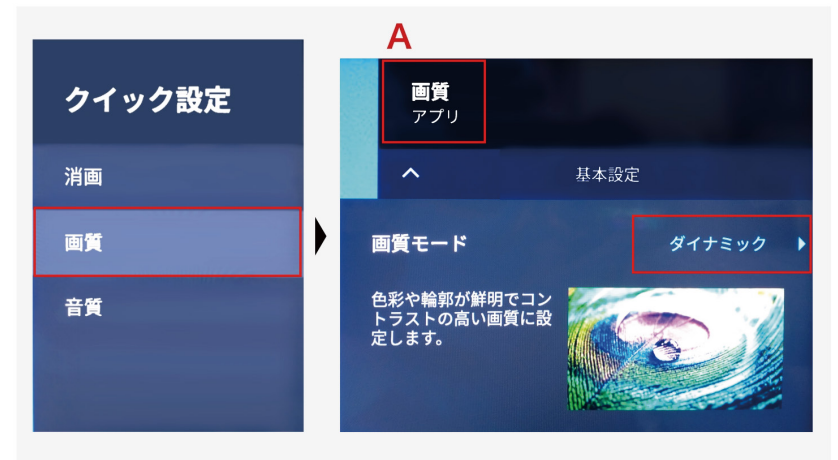 クイック設定
消画
画質
音質
A
画質
アプリ
基本設定
画質モード
ダイナミック
色彩や輪郭が鮮明でコン
トラストの高い画質に設
定します。